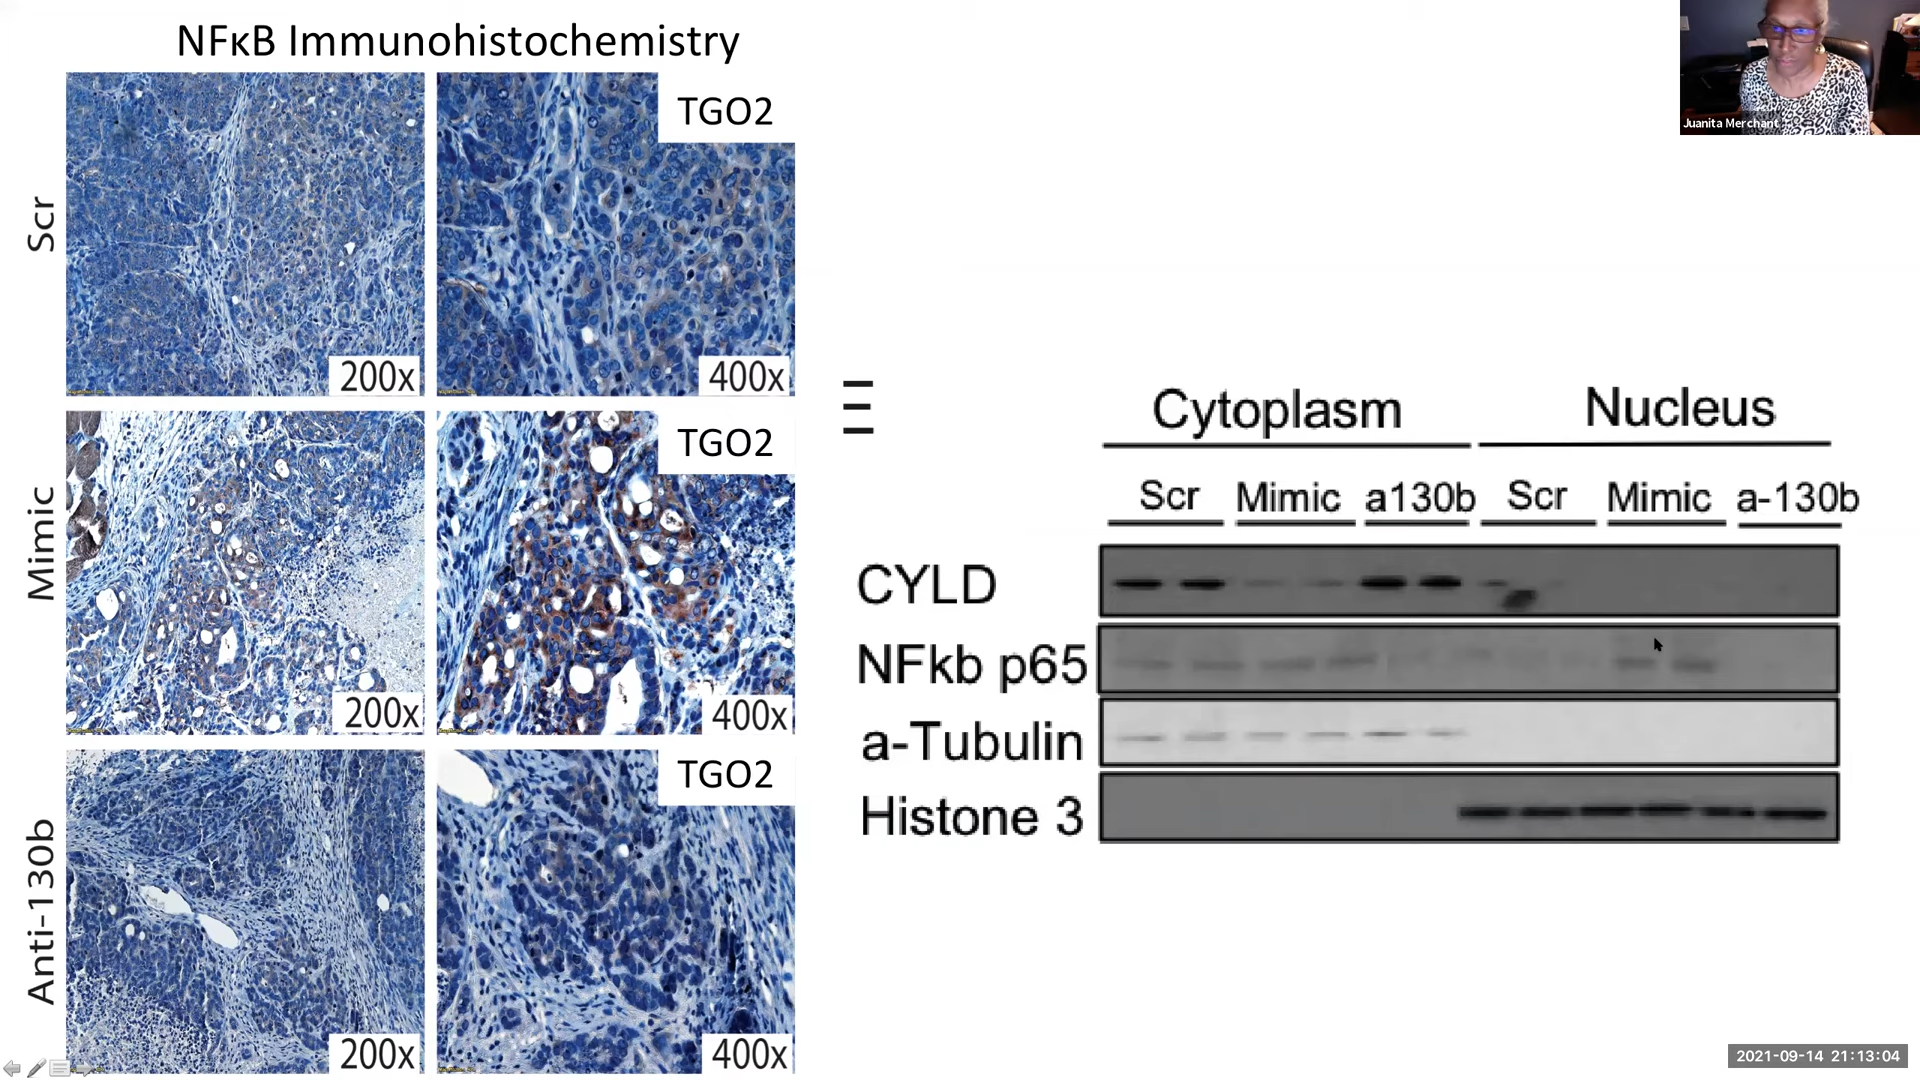 NFκB Immunohistochemistry
Juanita Merchant
Scr
TGO2
200x
400x
Mimic
TGO2
200x
400x
Anti-130b
TGO2
200x
400x
Cytoplasm Nucleus
Scr Mimic a130b Scr Mimic a-130b
CYLD
NFkb p65
a-Tubulin
Histone 3
2021-09-14 21:13:04